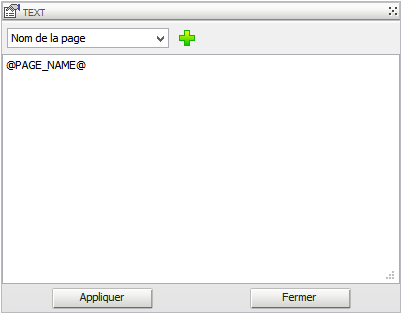 TEXT
Nom de la page
@PAGE_NAME@
Appliquer
Fermer